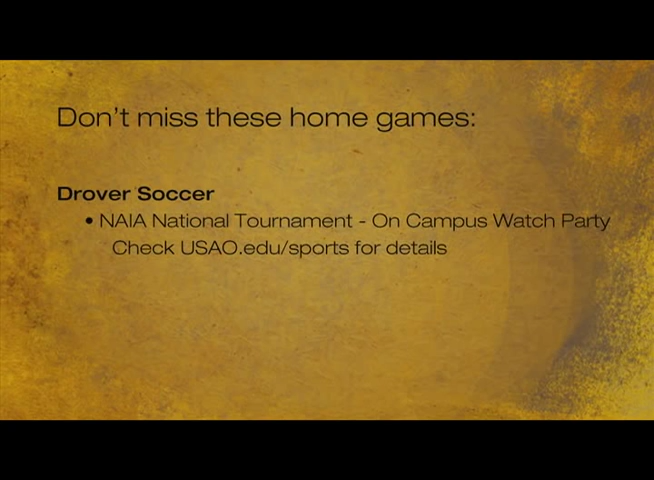 Don't miss these home games:
Drover Soccer
• NAIA National Tournament - On Campus Watch Party
Check USAO.edu/sports for details